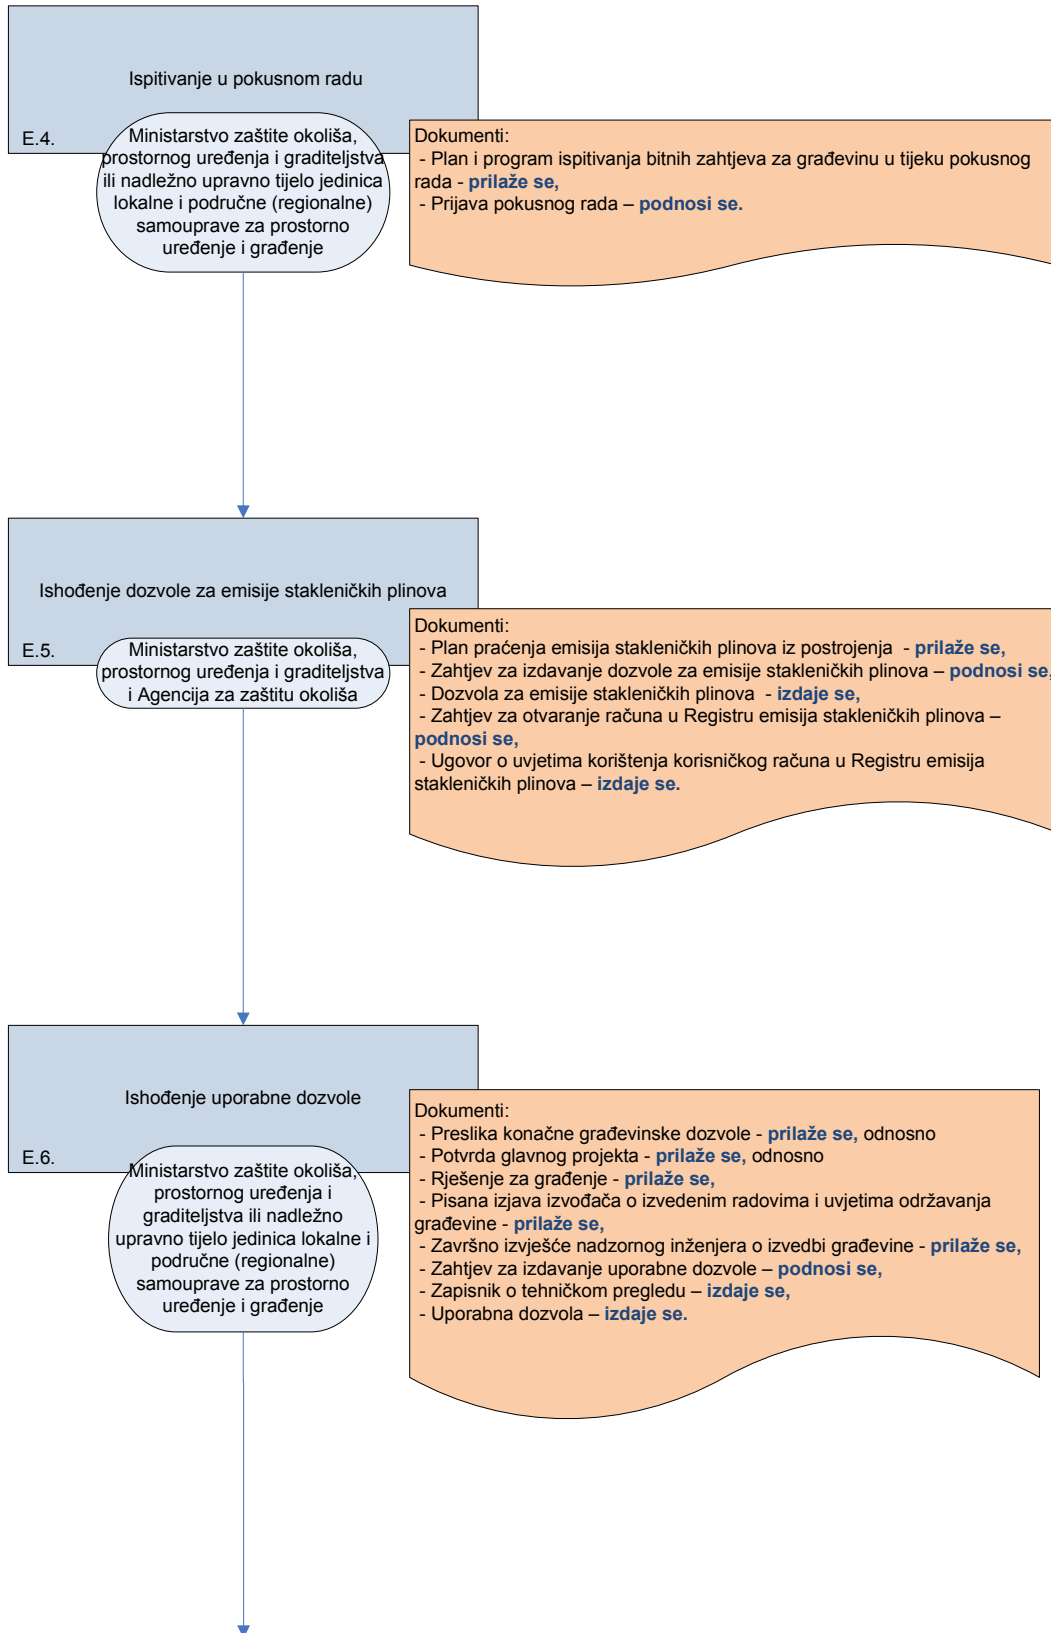 Ispitivanje u pokusnom radu
E.4.
Ministarstvo zaštite okoliša,
prostornog uređenja i graditeljstva
ili nadležno upravno tijelo jedinica
lokalne i područne (regionalne)
samouprave za prostorno
uređenje i građenje
Dokumenti:
- Plan i program ispitivanja bitnih zahtjeva za građevinu u tijeku pokusnog
rada - prilaže se,
- Prijava pokusnog rada – podnosi se.
Ishođenje dozvole za emisije stakleničkih plinova
E.5.
Ministarstvo zaštite okoliša,
prostornog uređenja i graditeljstva
i Agencija za zaštitu okoliša
Dokumenti:
- Plan praćenja emisija stakleničkih plinova iz postrojenja - prilaže se,
- Zahtjev za izdavanje dozvole za emisije stakleničkih plinova – podnosi se,
- Dozvola za emisije stakleničkih plinova - izdaje se,
- Zahtjev za otvaranje računa u Registru emisija stakleničkih plinova –
podnosi se,
- Ugovor o uvjetima korištenja korisničkog računa u Registru emisija
stakleničkih plinova – izdaje se.
Ishođenje uporabne dozvole
E.6.
Ministarstvo zaštite okoliša,
prostornog uređenja i
graditeljstva ili nadležno
upravno tijelo jedinica lokalne i
područne (regionalne)
samouprave za prostorno
uređenje i građenje
Dokumenti:
- Preslika konačne građevinske dozvole - prilaže se, odnosno
- Potvrda glavnog projekta - prilaže se, odnosno
- Rješenje za građenje - prilaže se,
- Pisana izjava izvođača o izvedenim radovima i uvjetima održavanja
građevine - prilaže se,
- Završno izvješće nadzornog inženjera o izvedbi građevine - prilaže se,
- Zahtjev za izdavanje uporabne dozvole – podnosi se,
- Zapisnik o tehničkom pregledu – izdaje se,
- Uporabna dozvola – izdaje se.